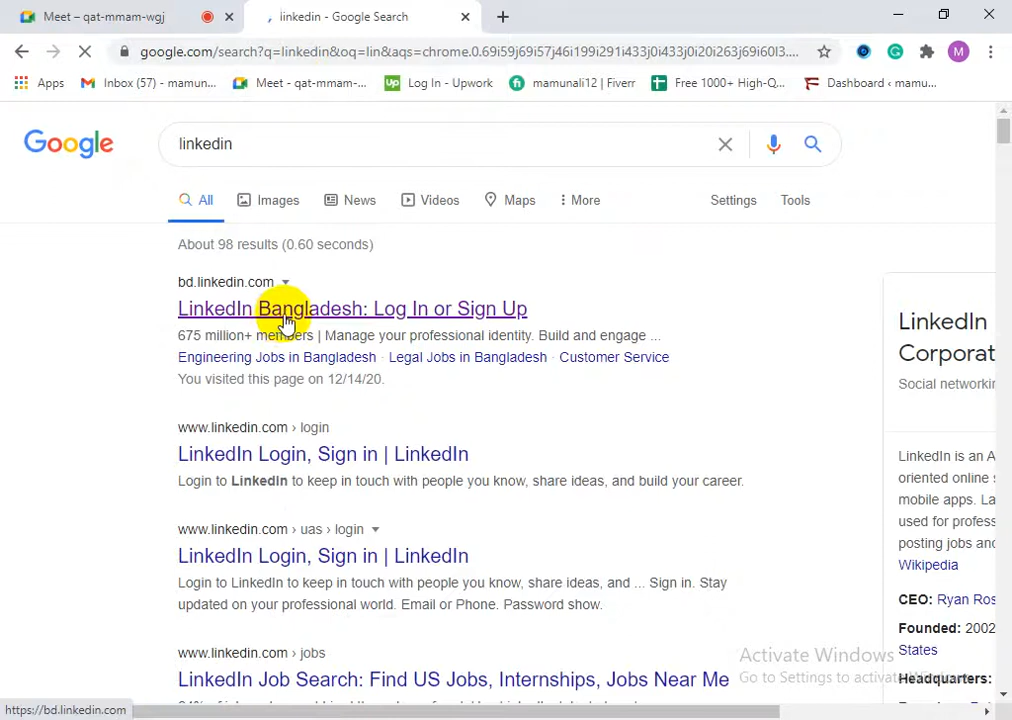 Meet – qat-mmam-wgj
linkedin - Google Search
google.com/search?q=linkedin&oq=lin&aqs=chrome.0.69i59j69i57j46i199i291i433j0i433j0i20i263j69i60l3....
M
Apps
Inbox (57) - mamun...
Meet - qat-mmam-...
Up
Log In - Upwork
mamunali12 | Fiverr
Free 1000+ High-Q...
Dashboard ‹ mamu...
Google
linkedin
All
Images
News
Videos
Maps
More
Settings
Tools
About 98 results (0.60 seconds)
bd.linkedin.com
LinkedIn Bangladesh: Log In or Sign Up
675 million+ members | Manage your professional identity. Build and engage ...
Engineering Jobs in Bangladesh · Legal Jobs in Bangladesh · Customer Service
You visited this page on 12/14/20.
www.linkedin.com › login
LinkedIn Login, Sign in | LinkedIn
Login to LinkedIn to keep in touch with people you know, share ideas, and build your career.
www.linkedin.com › uas › login
LinkedIn Login, Sign in | LinkedIn
Login to LinkedIn to keep in touch with people you know, share ideas, and ... Sign in. Stay
updated on your professional world. Email or Phone. Password show.
www.linkedin.com › jobs
LinkedIn Job Search: Find US Jobs, Internships, Jobs Near Me
LinkedIn
Corporat
Social networkin
LinkedIn is an A
oriented online s
mobile apps. La
used for profess
posting jobs and
Wikipedia
CEO: Ryan Ros
Founded: 2002
States
Headquarters:
Activate Windows
Go to Settings to activa
https://bd.linkedin.com